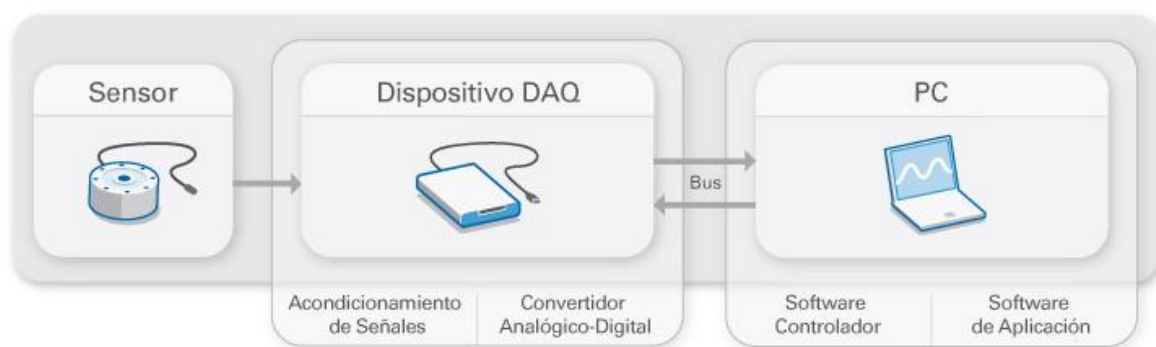 Sensor
Dispositivo DAQ
PC
Bus
Acondicionamiento
de Señales
Convertidor
Analógico-Digital
Software
Controlador
Software
de Aplicación